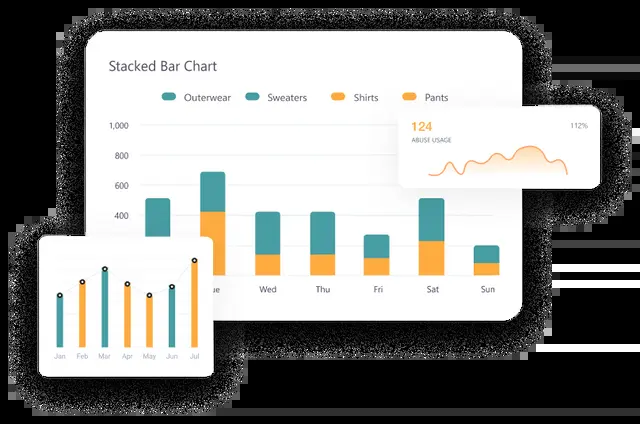 Stacked Bar Chart
Outerwear Sweaters Shirts Pants
1,000
800
600
400
ue Wed Thu Fri Sat Sun
124 112%
ABUSE USAGE
Jan Feb Mar Apr May Jun Jul